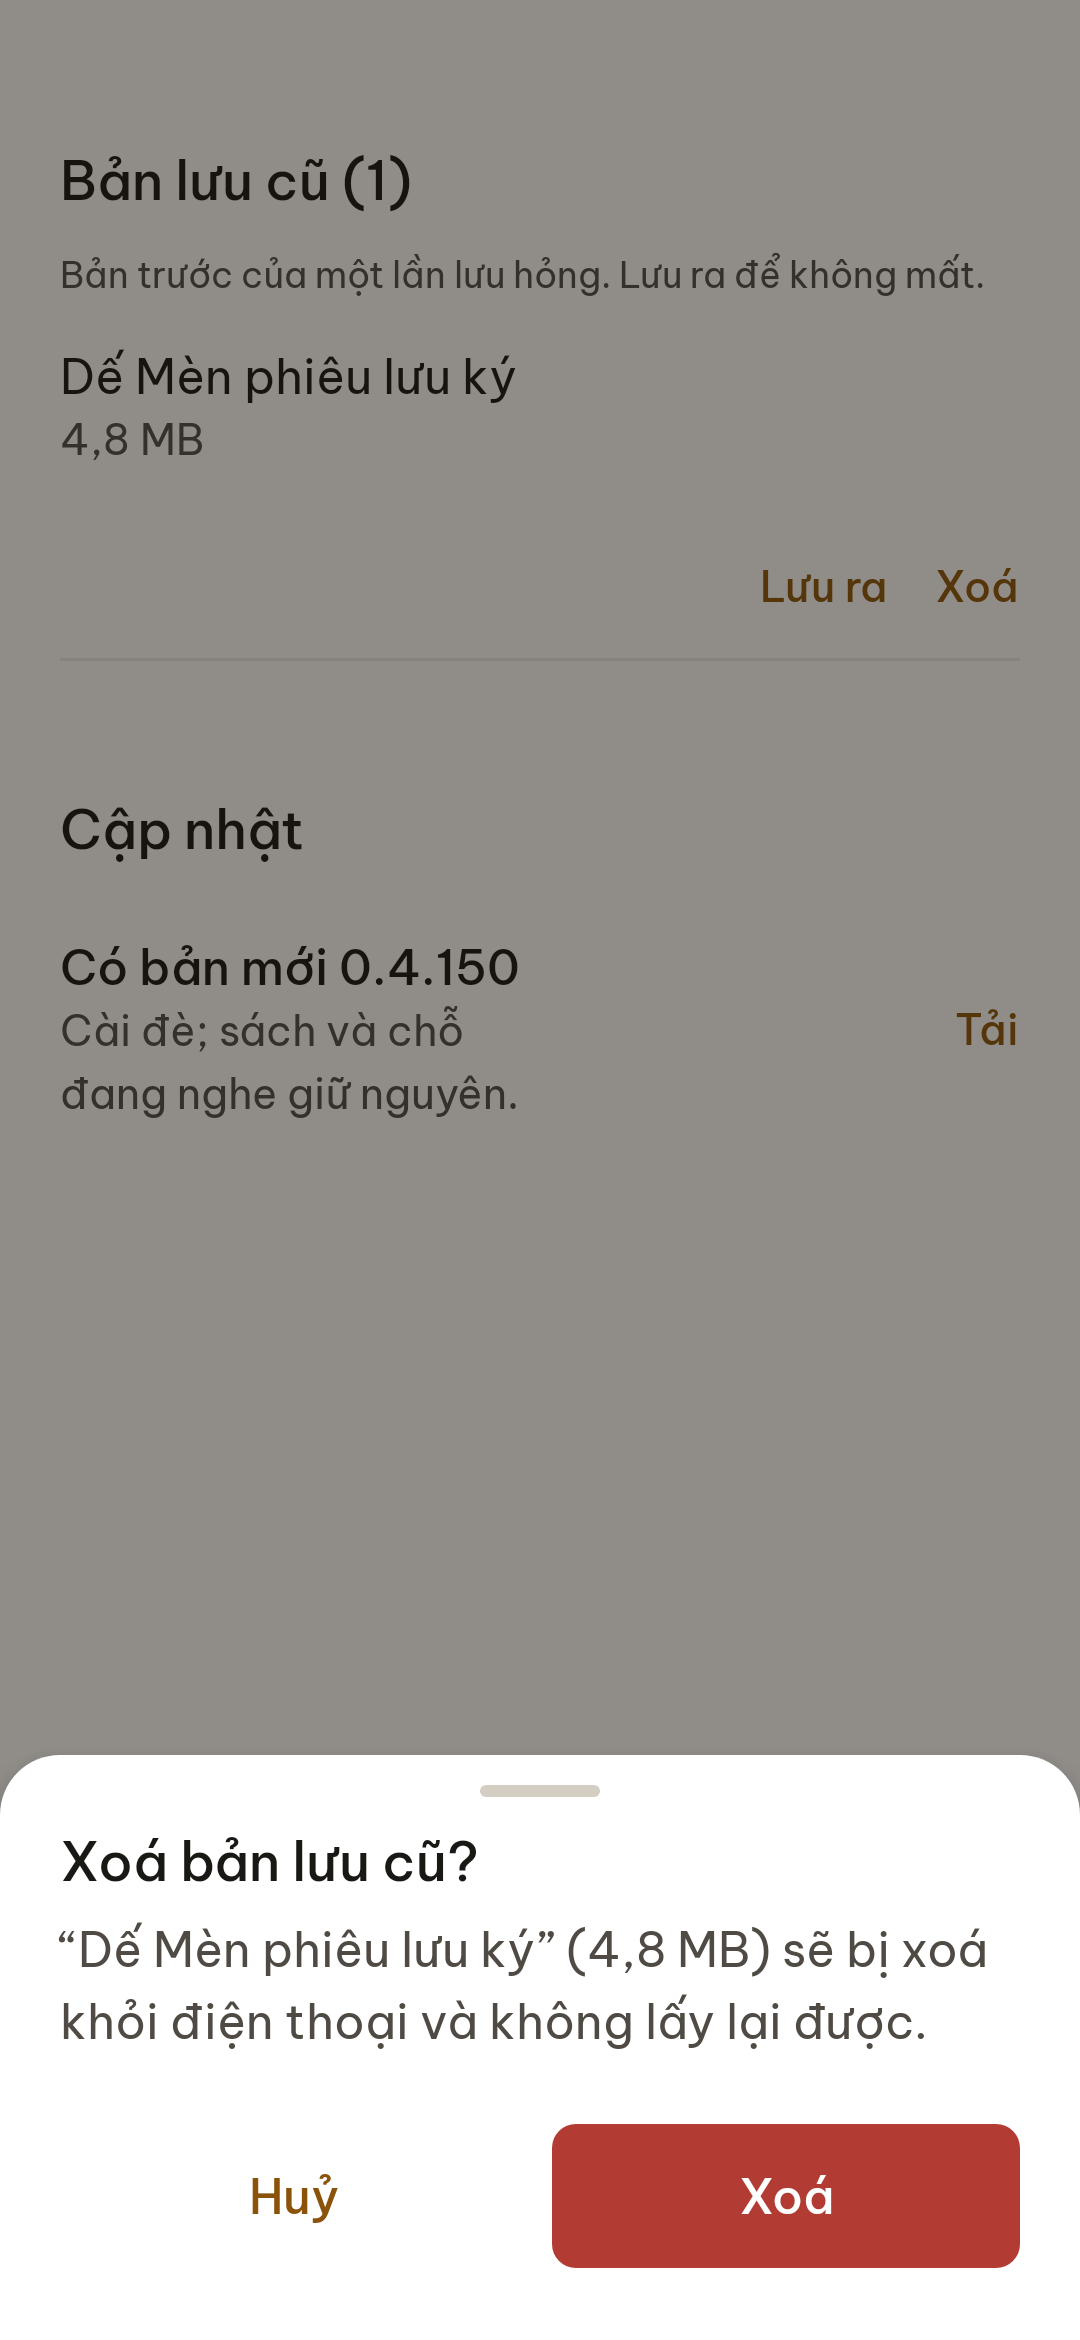 Bản lưu cũ (1)
Bản trước của một lần lưu hỏng. Lưu ra để không mất.
Dế Mèn phiêu lưu ký
4,8 MB
Lưu ra Xoá
Cập nhật
Có bản mới 0.4.150
Cài đè; sách và chỗ
đang nghe giữ nguyên.
Tải
Xoá bản lưu cũ?
“Dế Mèn phiêu lưu ký” (4,8 MB) sẽ bị xoá
khỏi điện thoại và không lấy lại được.
Huỷ Xoá